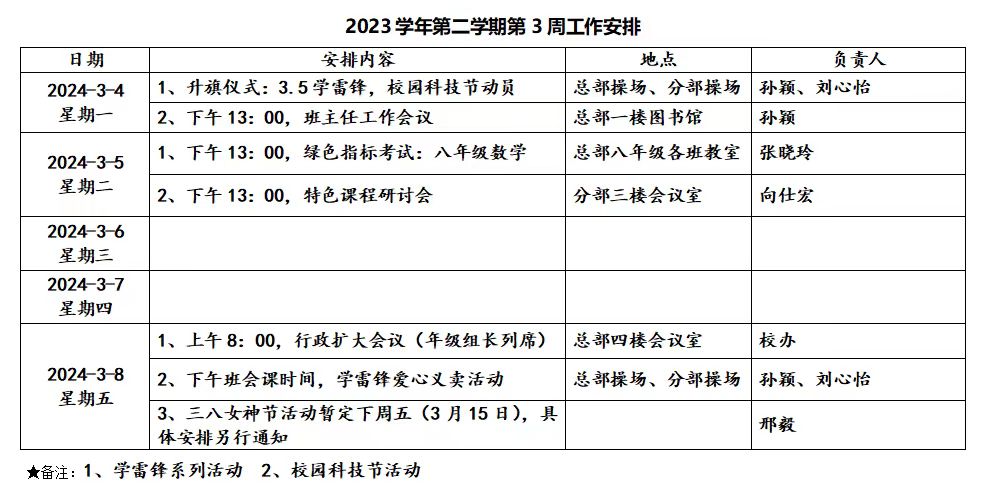 2023学年第二学期第3周工作安排
日期 安排内容 地点 负责人
2024-3-4
星期一
1、升旗仪式：3.5学雷锋，校园科技节动员 总部操场、分部操场 孙颖、刘心怡
2、下午13：00，班主任工作会议 总部一楼图书馆 孙颖
2024-3-5
星期二
1、下午13：00，绿色指标考试：八年级数学 总部八年级各班教室 张晓玲
2、下午13：00，特色课程研讨会 分部三楼会议室 向仕宏
2024-3-6
星期三
2024-3-7
星期四
2024-3-8
星期五
1、上午8：00，行政扩大会议（年级组长列席） 总部四楼会议室 校办
2、下午班会课时间，学雷锋爱心义卖活动 总部操场、分部操场 孙颖、刘心怡
3、三八女神节活动暂定下周五（3月15日），具
体安排另行通知 邢毅
★备注：1、学雷锋系列活动 2、校园科技节活动